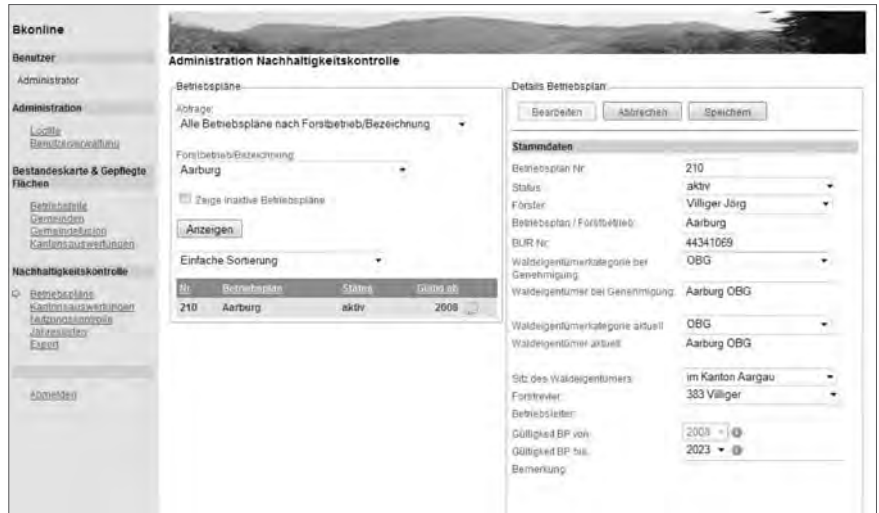 Bkonline
Benutzer
Administrator
Administration
Logfile
Benutzerverwaltung
Bestandeskarte & Gepflegte
Flächen
Betriebsteile
Gemeinden
Gemeindefusion
Kantonsauswertungen
Nachhaltigkeitskontrolle
Betriebspläne
Kantonsauswertungen
Nutzungskontrolle
Jahreslisten
Export
Abmelden
Administration Nachhaltigkeitskontrolle
Betriebspläne
Abfrage:
Alle Betriebspläne nach Forstbetrieb/Bezeichnung
Forstbetrieb/Bezeichnung:
Aarburg
Zeige inaktive Betriebspläne
Anzeigen
Einfache Sortierung
Nr. Betriebsplan Status Gültig ab
210 Aarburg aktiv 2008
Details Betriebsplan:
Bearbeiten Abbrechen Speichern
Stammdaten
Betriebsplan Nr. 210
Status aktiv
Förster: Villiger Jörg
Betriebsplan / Forstbetrieb: Aarburg
BUR Nr. 44341069
Waldeigentümerkategorie bei OBG
Genehmigung:
Waldeigentümer bei Genehmigung: Aarburg OBG
Waldeigentümerkategorie aktuell: OBG
Waldeigentümer aktuell: Aarburg OBG
Sitz des Waldeigentümers: im Kanton Aargau
Forstrevier: 383 Villiger
Betriebsleiter:
Gültigkeit BP von: 2008
Gültigkeit BP bis: 2023
Bemerkung: